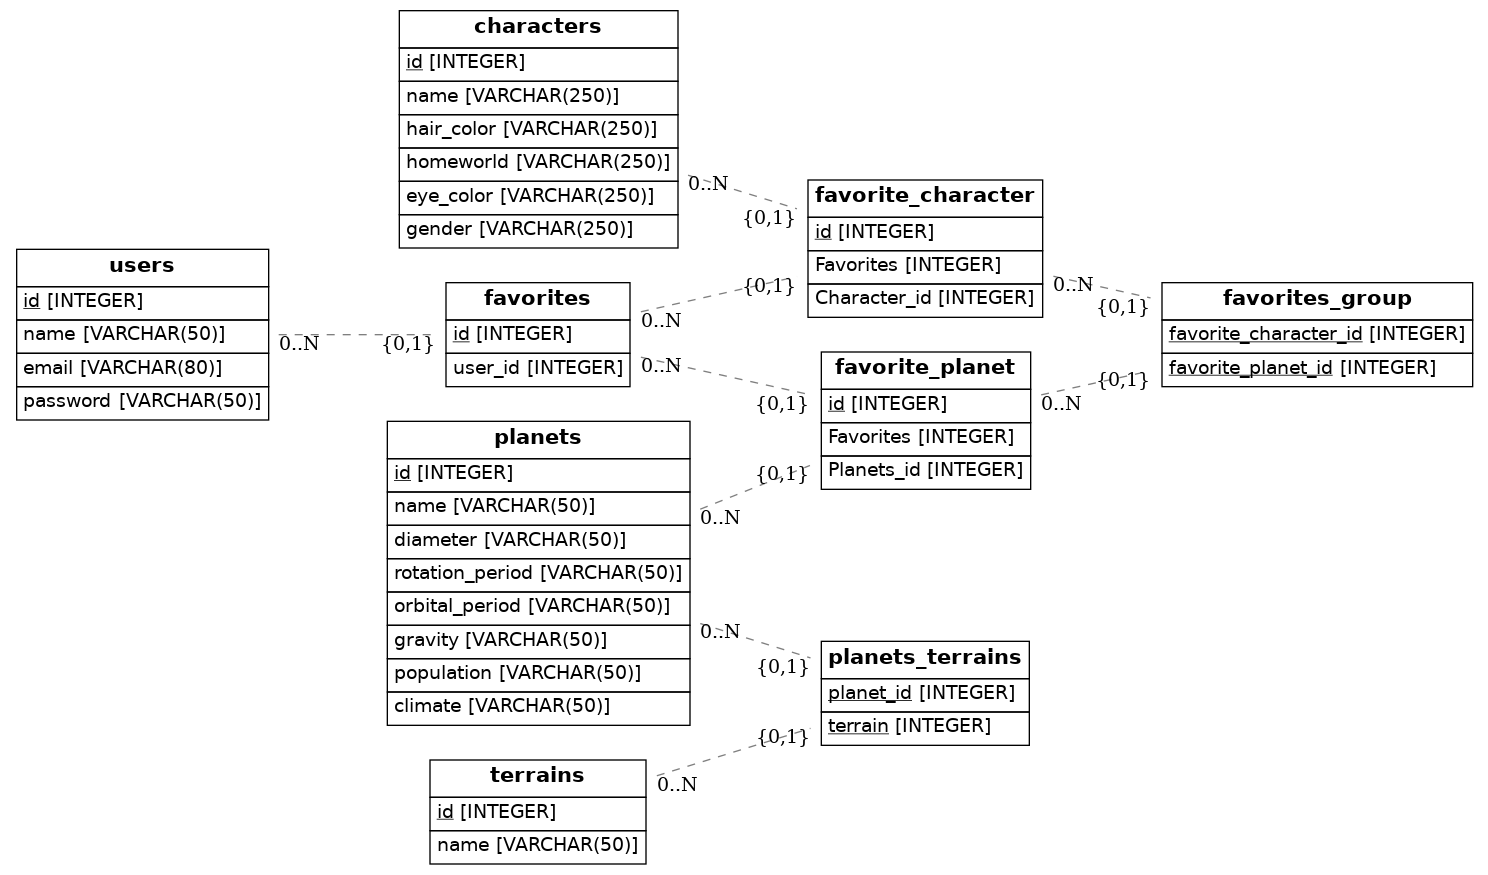 characters
id [INTEGER]
name [VARCHAR(250)]
hair_color [VARCHAR(250)]
homeworld [VARCHAR(250)]
eye_color [VARCHAR(250)]
gender [VARCHAR(250)]
0..N
{0,1}
favorite_character
id [INTEGER]
Favorites [INTEGER]
Character_id [INTEGER]
users
id [INTEGER]
name [VARCHAR(50)]
email [VARCHAR(80)]
password [VARCHAR(50)]
0..N
{0,1}
favorites
id [INTEGER]
user_id [INTEGER]
{0,1}
0..N
0..N
{0,1}
0..N
{0,1}
favorites_group
favorite_character_id [INTEGER]
favorite_planet_id [INTEGER]
favorite_planet
id [INTEGER]
Favorites [INTEGER]
Planets_id [INTEGER]
{0,1}
0..N
planets
id [INTEGER]
name [VARCHAR(50)]
diameter [VARCHAR(50)]
rotation_period [VARCHAR(50)]
orbital_period [VARCHAR(50)]
gravity [VARCHAR(50)]
population [VARCHAR(50)]
climate [VARCHAR(50)]
{0,1}
0..N
0..N
{0,1}
planets_terrains
planet_id [INTEGER]
terrain [INTEGER]
{0,1}
0..N
terrains
id [INTEGER]
name [VARCHAR(50)]